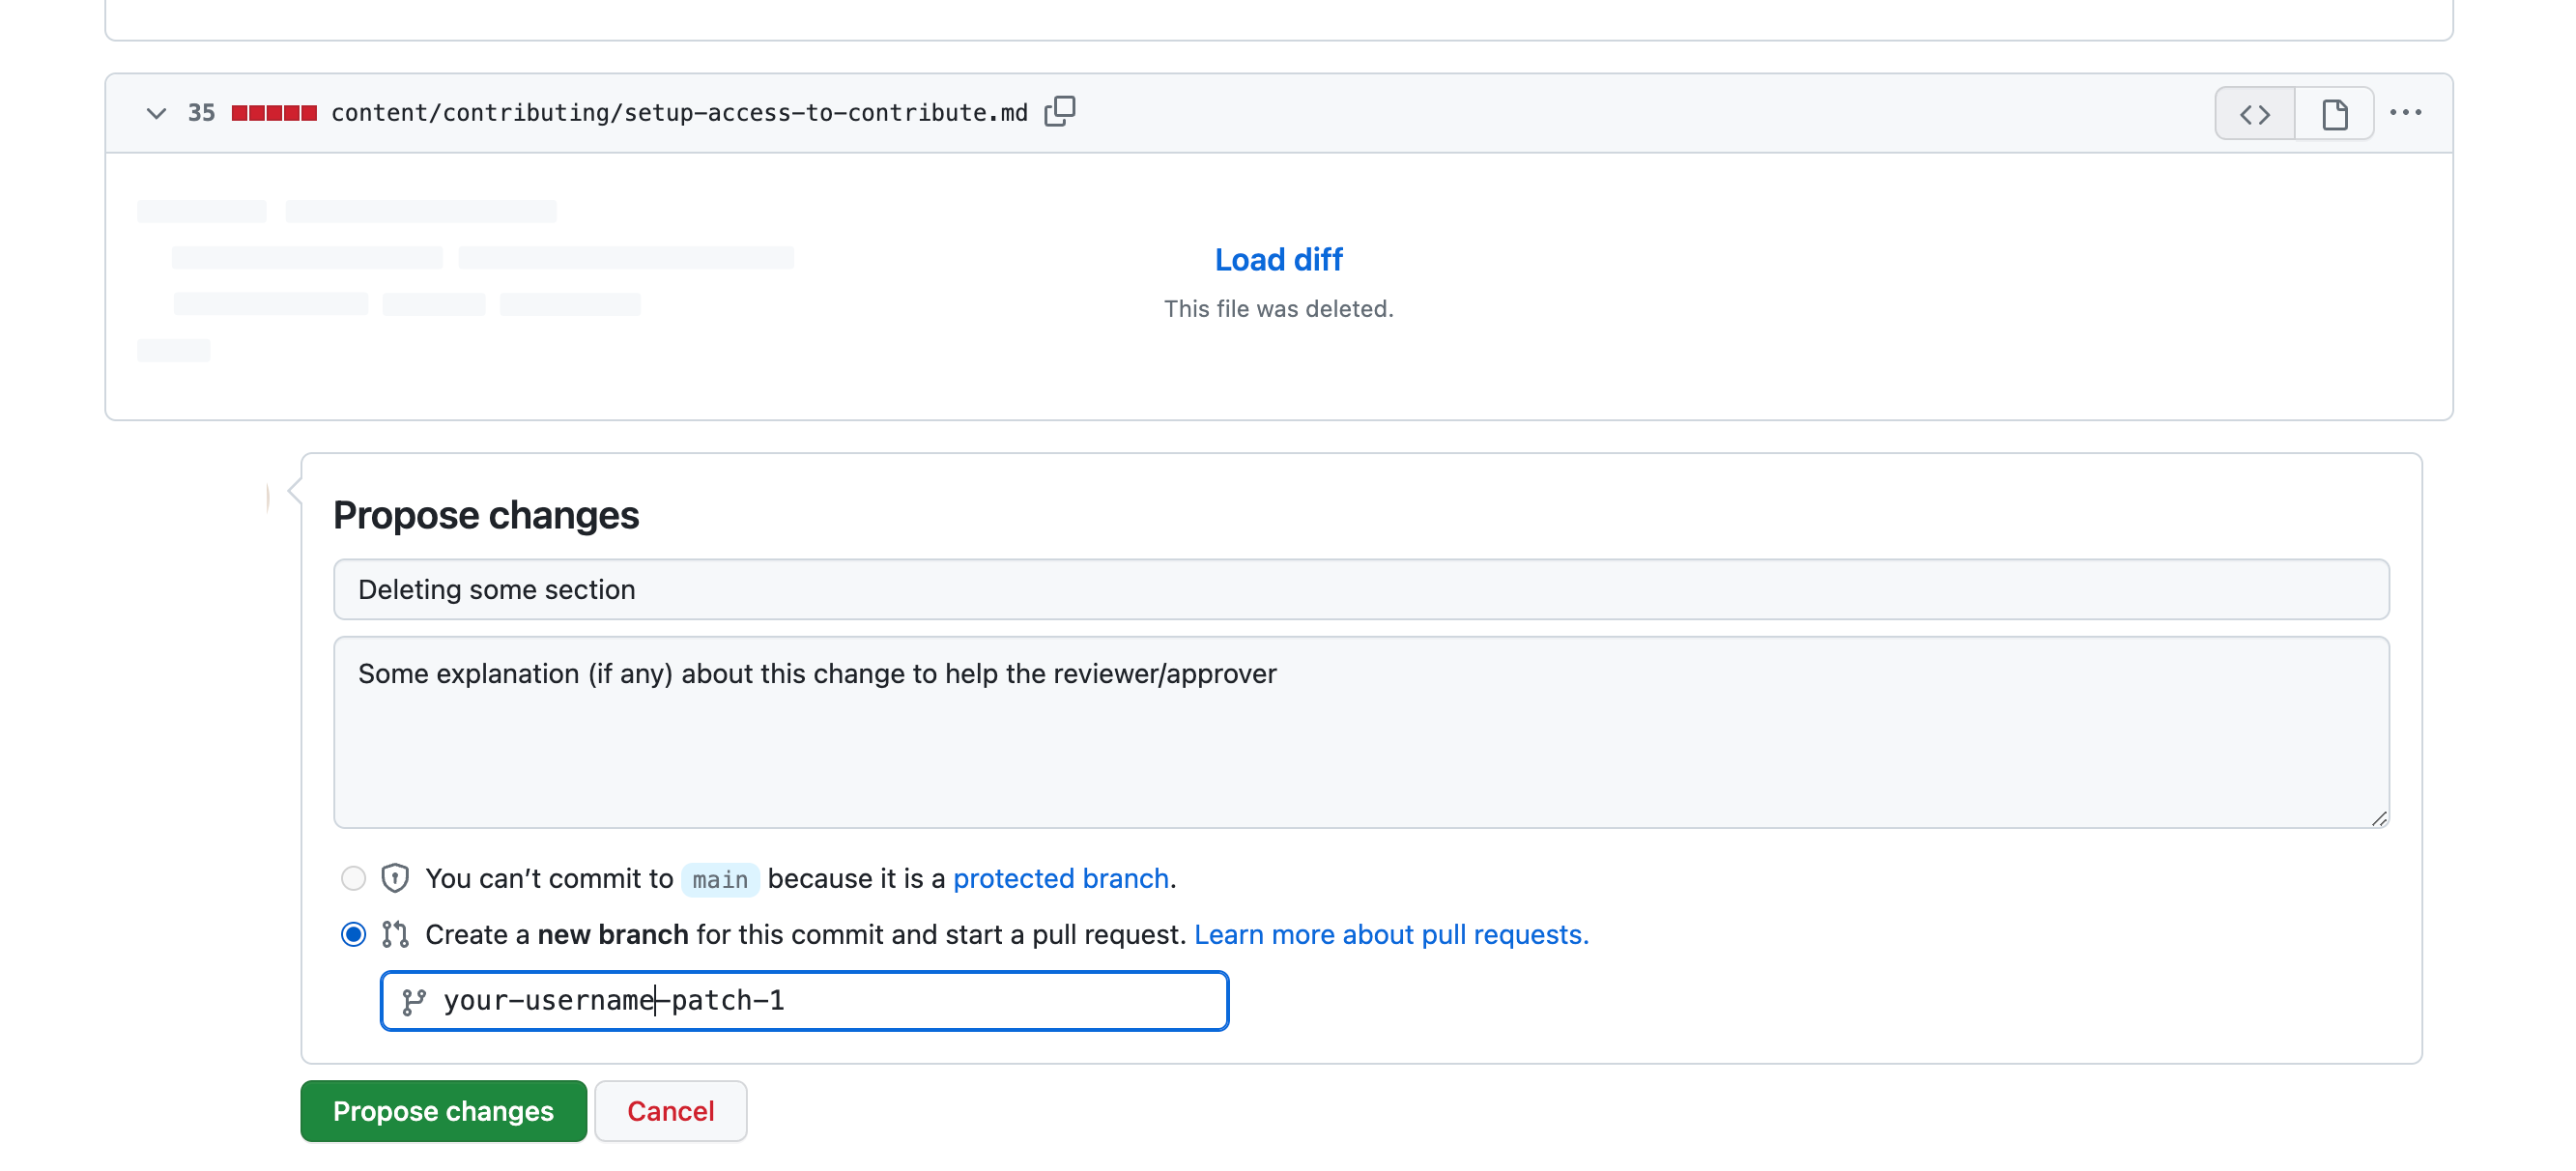 35 content/contributing/setup-access-to-contribute.md
Load diff
This file was deleted.
Propose changes
Deleting some section
Some explanation (if any) about this change to help the reviewer/approver
You can’t commit to main because it is a protected branch.
Create a new branch for this commit and start a pull request. Learn more about pull requests.
your-username-patch-1
Propose changes Cancel